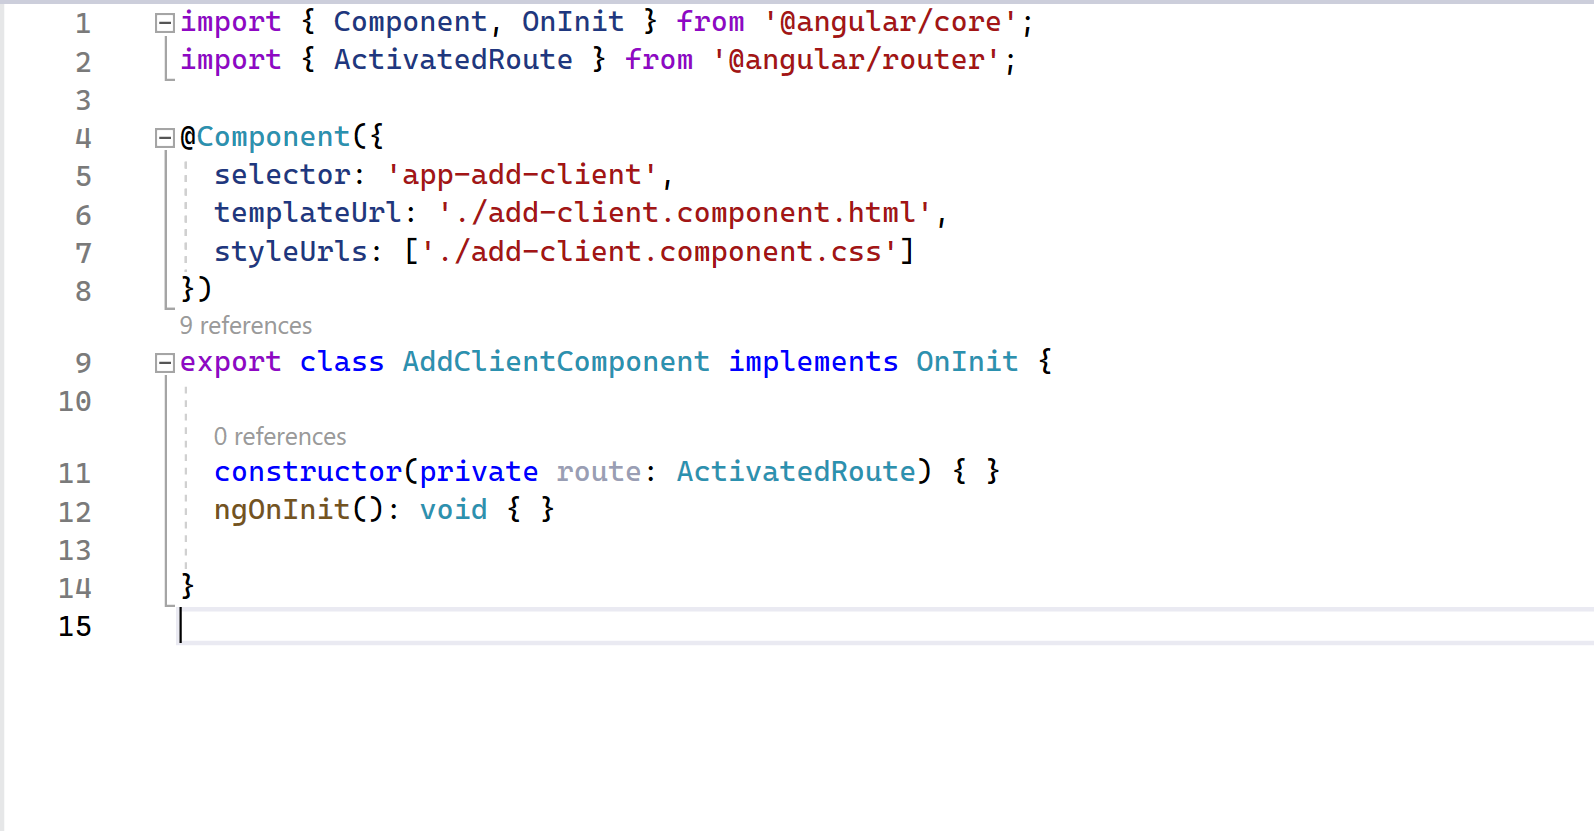 1 import { Component, OnInit } from '@angular/core';
2 import { ActivatedRoute } from '@angular/router';
3
4 @Component({
5   selector: 'app-add-client',
6   templateUrl: './add-client.component.html',
7   styleUrls: ['./add-client.component.css']
8 })
9 references
9 export class AddClientComponent implements OnInit {
10
0 references
11   constructor(private route: ActivatedRoute) { }
12   ngOnInit(): void { }
13
14 }
15